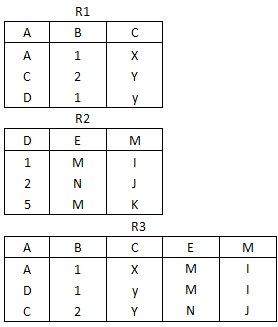 R1
A B C
A 1 X
C 2 Y
D 1 y
R2
D E M
1 M I
2 N J
5 M K
R3
A B C E M
A 1 X M I
D 1 y M I
C 2 Y N J